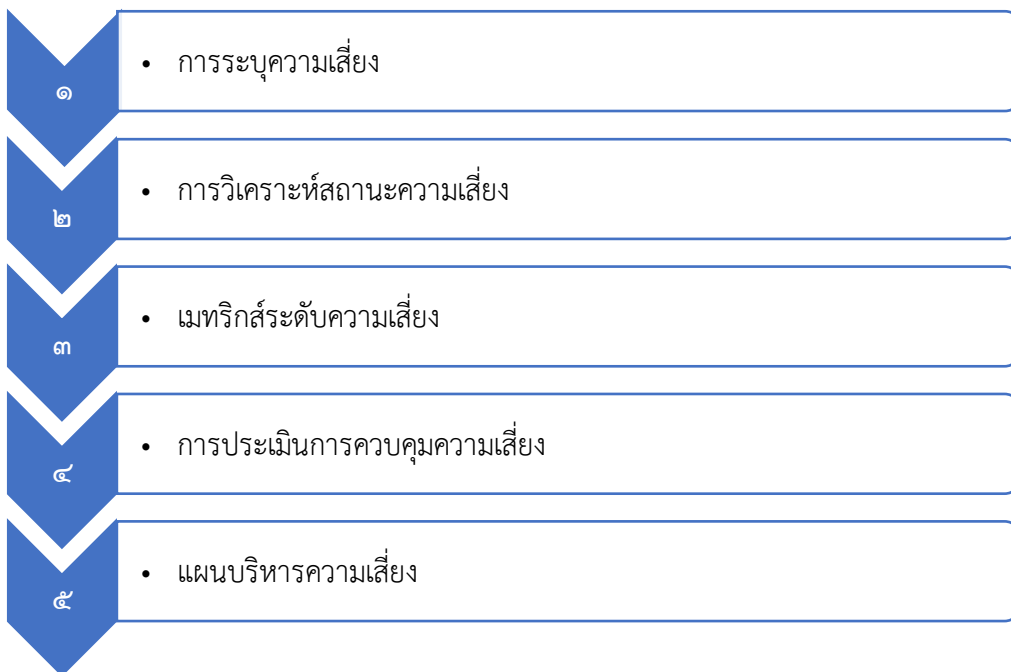 ๑
• การระบุความเสี่ยง
๒
• การวิเคราะห์สถานะความเสี่ยง
๓
• เมทริกส์ระดับความเสี่ยง
๔
• การประเมินการควบคุมความเสี่ยง
๕
• แผนบริหารความเสี่ยง